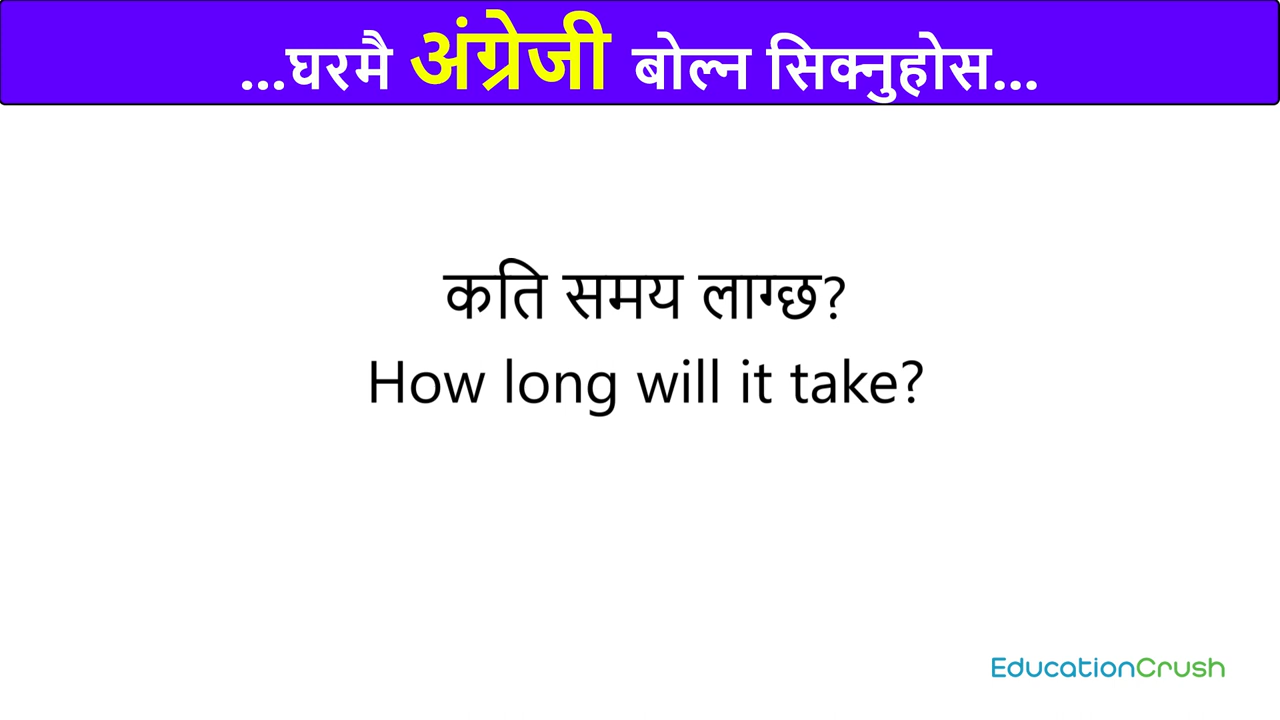 ...घरमै अंग्रेजी बोल्न सिक्नुहोस...
कति समय लाग्छ?
How long will it take?
EducationCrush